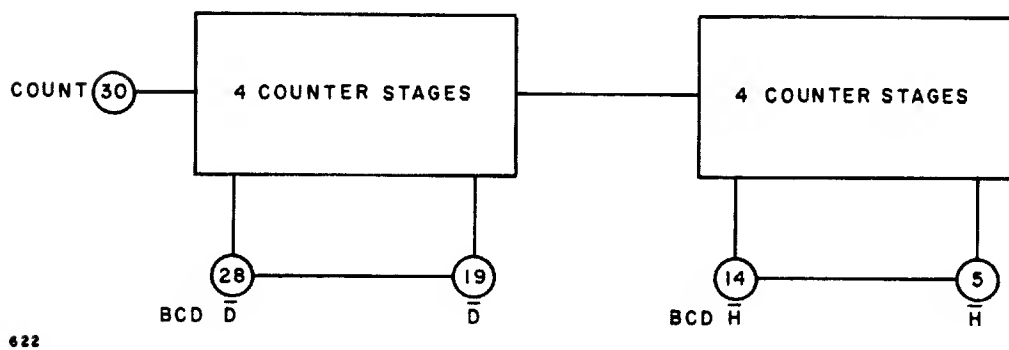 COUNT 30
4 COUNTER STAGES
4 COUNTER STAGES
28 19 14 5
BCD D̅ D̅ BCD H̅ H̅
622